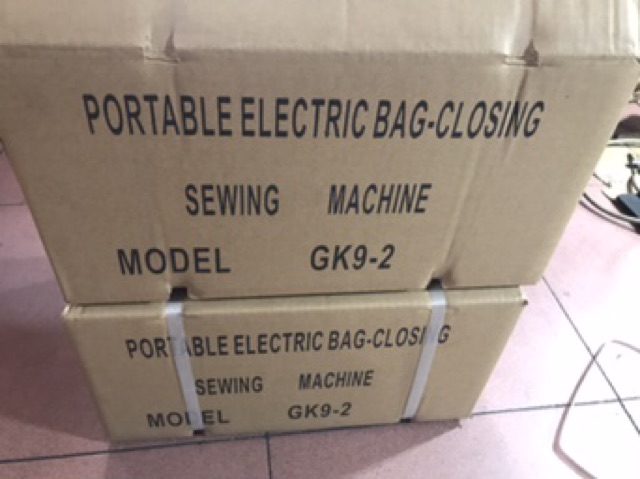 PORTABLE ELECTRIC BAG-CLOSING
SEWING MACHINE
MODEL GK9-2
PORTABLE ELECTRIC BAG-CLOSING
SEWING MACHINE
MODEL GK9-2